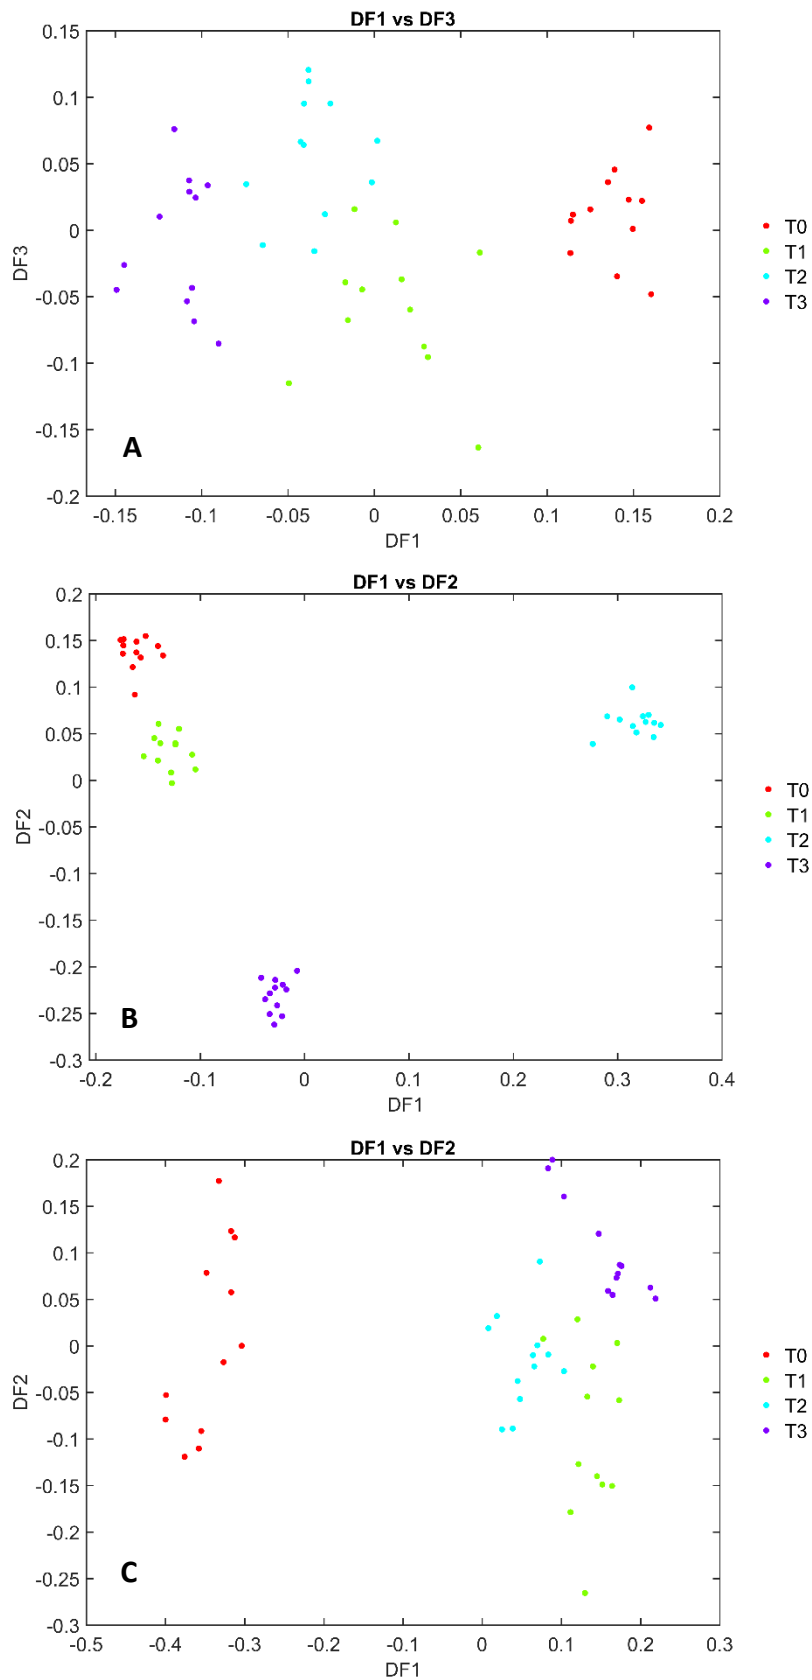 DF1 vs DF3
0.15
0.1
0.05
0
-0.05
-0.1
-0.15
-0.2
DF3
A
-0.15 -0.1 -0.05 0 0.05 0.1 0.15 0.2
DF1
T0
T1
T2
T3
DF1 vs DF2
0.2
0.15
0.1
0.05
0
-0.05
-0.1
-0.15
-0.2
-0.25
-0.3
DF2
B
-0.2 -0.1 0 0.1 0.2 0.3 0.4
DF1
T0
T1
T2
T3
DF1 vs DF2
0.2
0.15
0.1
0.05
0
-0.05
-0.1
-0.15
-0.2
-0.25
-0.3
DF2
C
-0.5 -0.4 -0.3 -0.2 -0.1 0 0.1 0.2 0.3
DF1
T0
T1
T2
T3